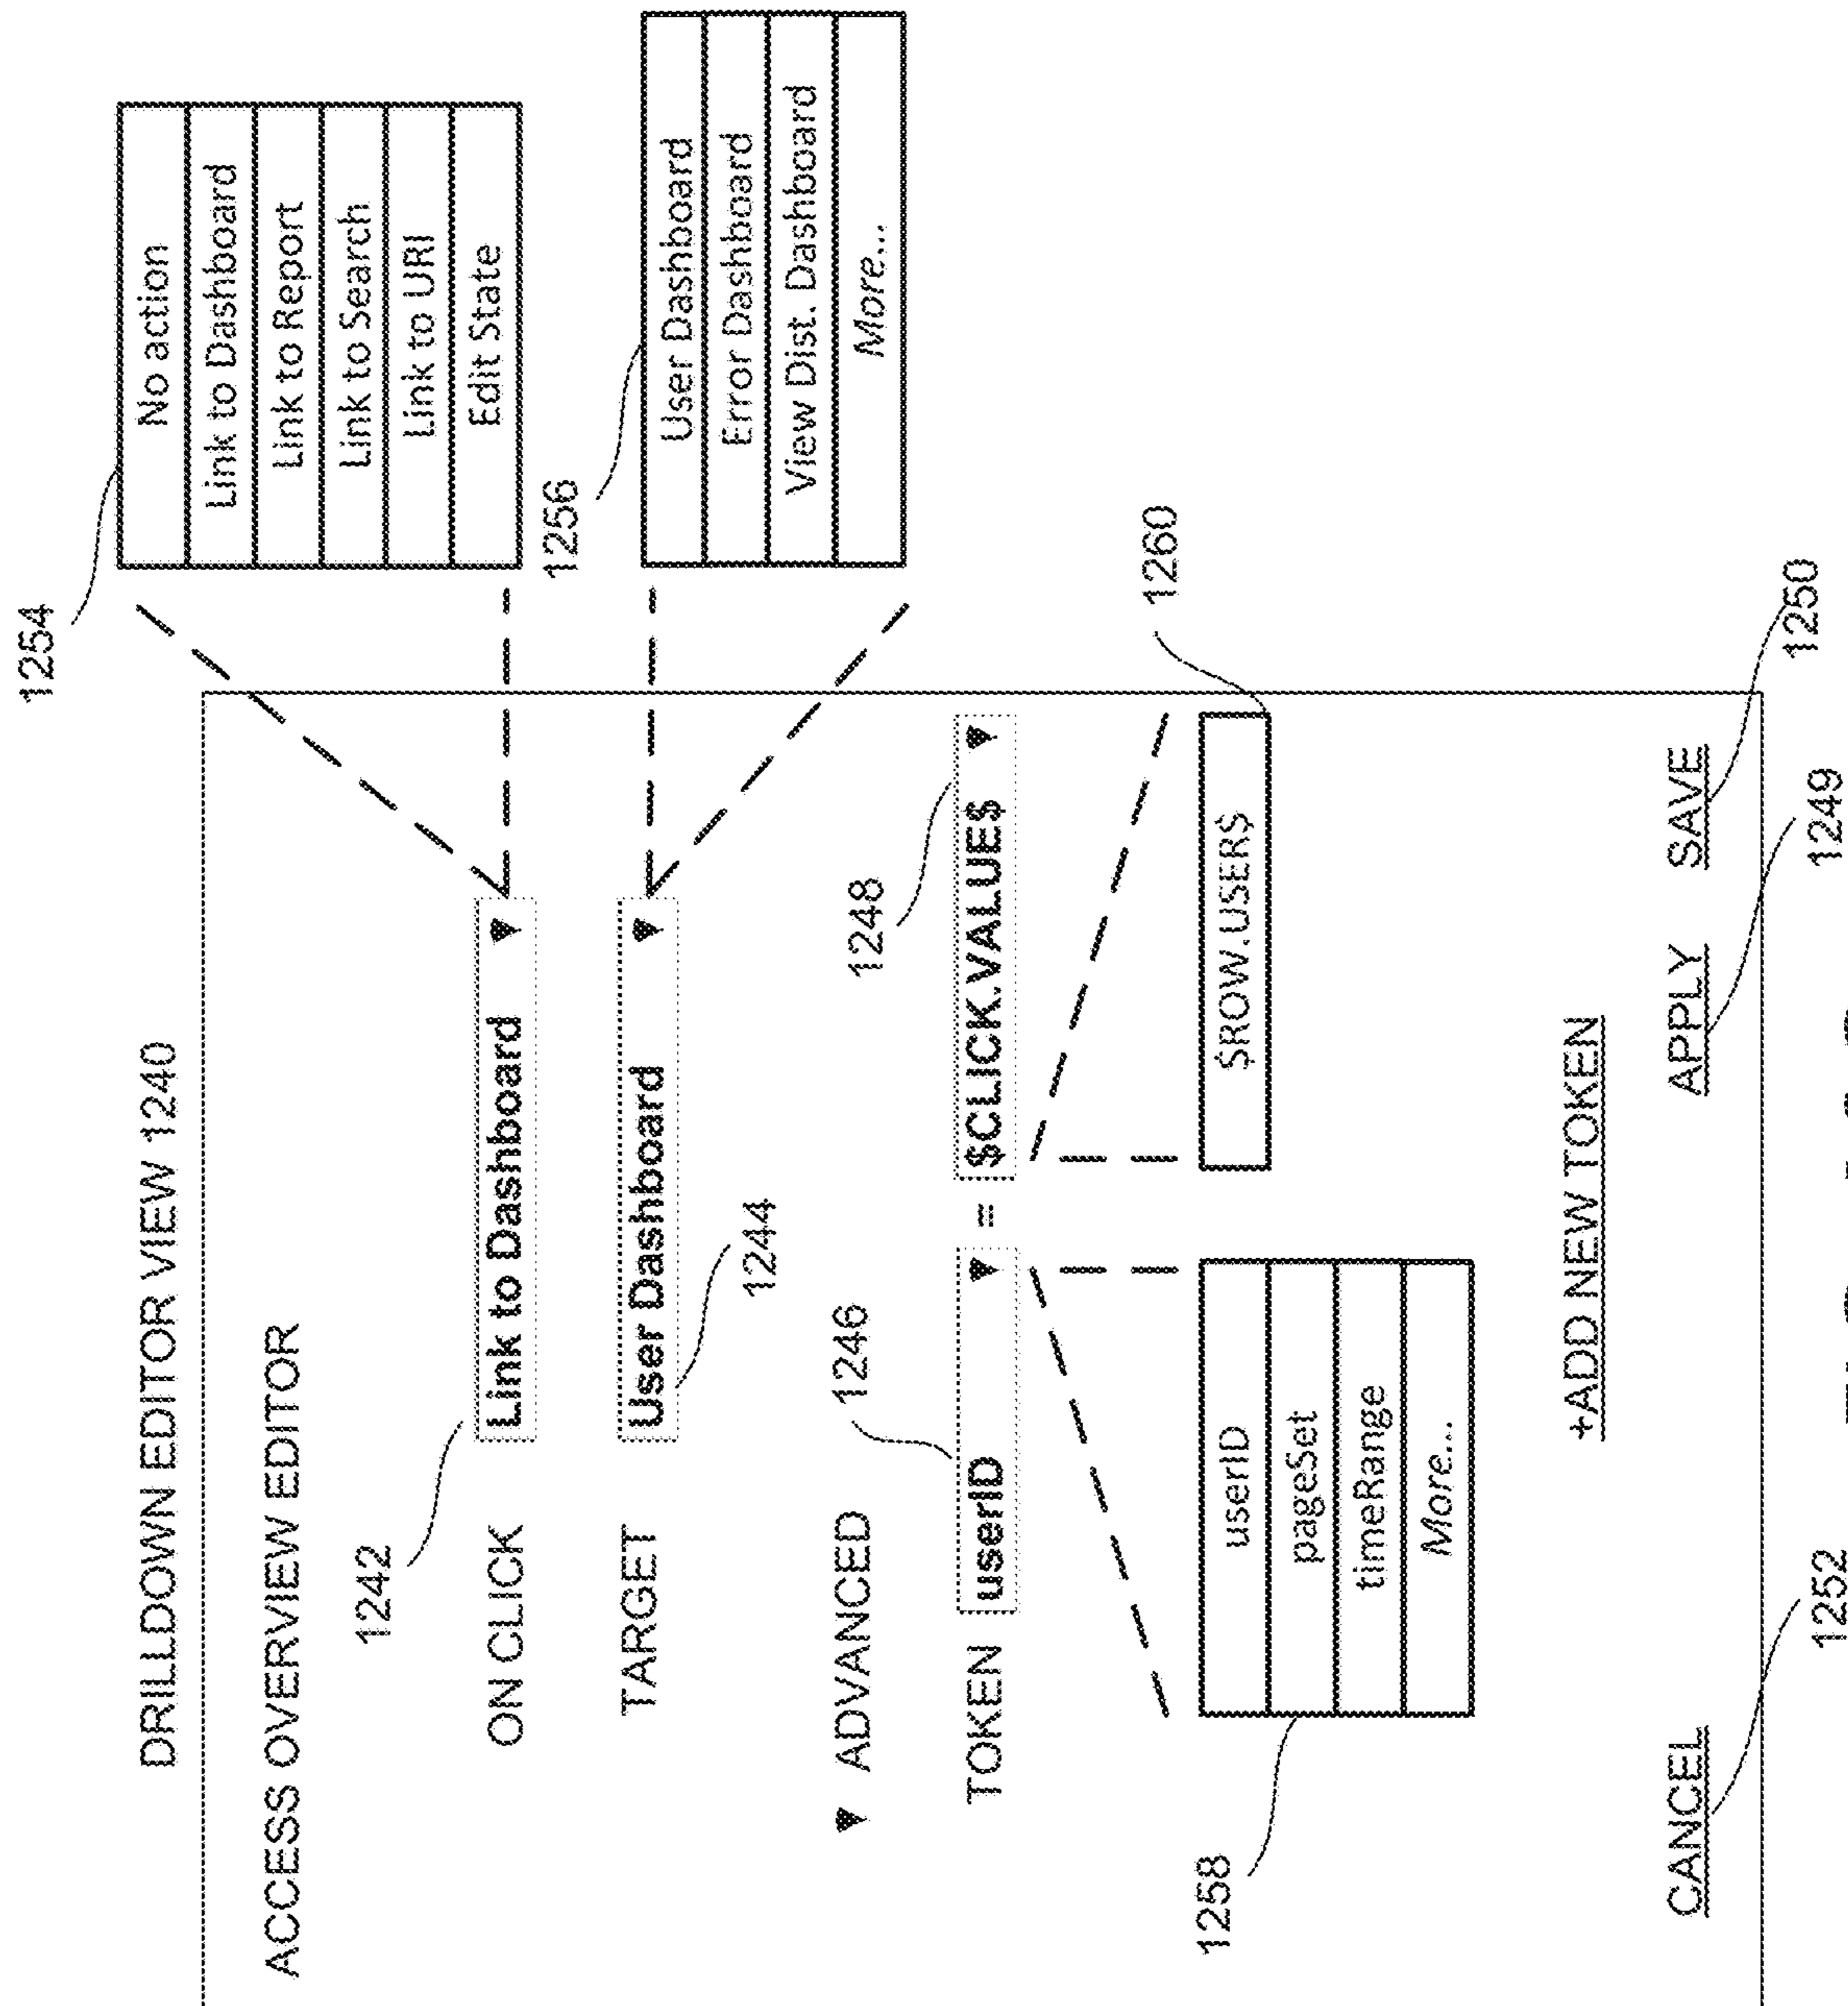 DRILLDOWN EDITOR VIEW 1240
ACCESS OVERVIEW EDITOR
1242
ON CLICK Link to Dashboard ▼
1254
No action
Link to Dashboard
Link to Report
Link to Search
Link to URI
Edit State
TARGET User Dashboard ▼
1244
1256
User Dashboard
Error Dashboard
View Dist. Dashboard
More...
▼ ADVANCED
1246
1248
TOKEN userID ▼ = $CLICK.VALUE$ ▼
1258
userID
pageSet
timeRange
More...
1260
$ROW.USER$
+ADD NEW TOKEN
CANCEL APPLY SAVE
1252
1249
1250